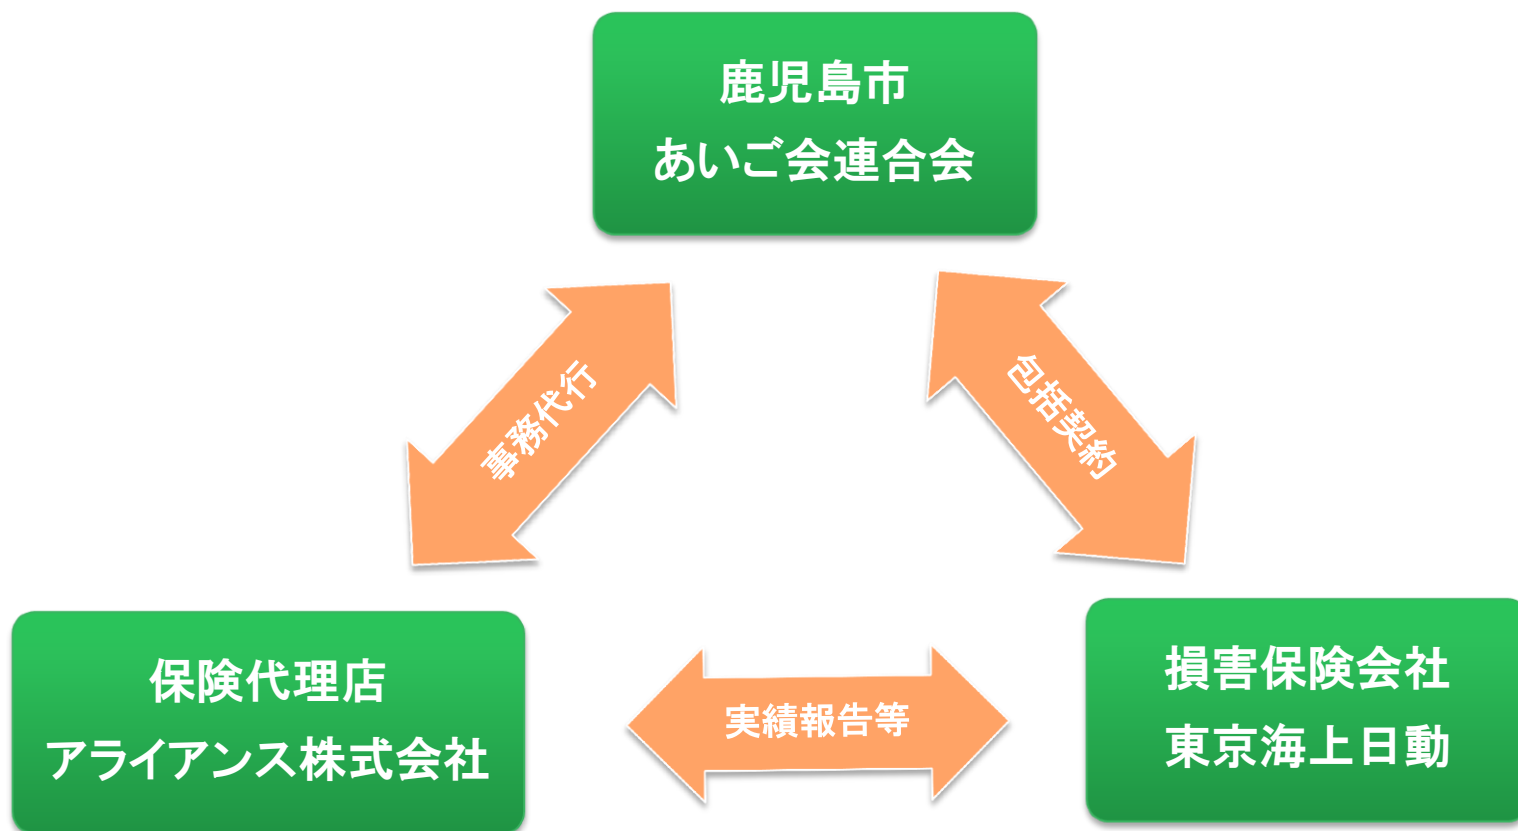 鹿児島市
あいご会連合会
事務代行
包括契約
保険代理店
アライアンス株式会社
実績報告等
損害保険会社
東京海上日動